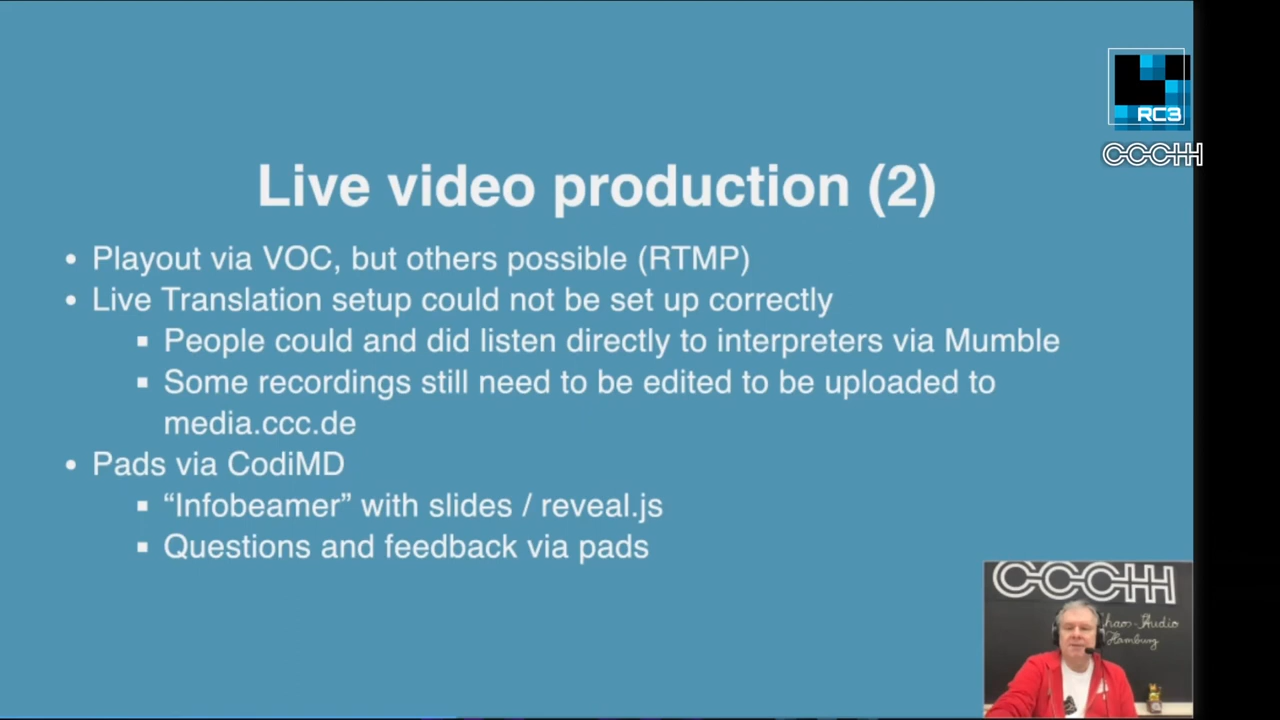 RC3
CCCHH
Live video production (2)
• Playout via VOC, but others possible (RTMP)
• Live Translation setup could not be set up correctly
▪ People could and did listen directly to interpreters via Mumble
▪ Some recordings still need to be edited to be uploaded to
media.ccc.de
• Pads via CodiMD
▪ “Infobeamer” with slides / reveal.js
▪ Questions and feedback via pads
CCCHH
Chaos-Audio
Hamburg